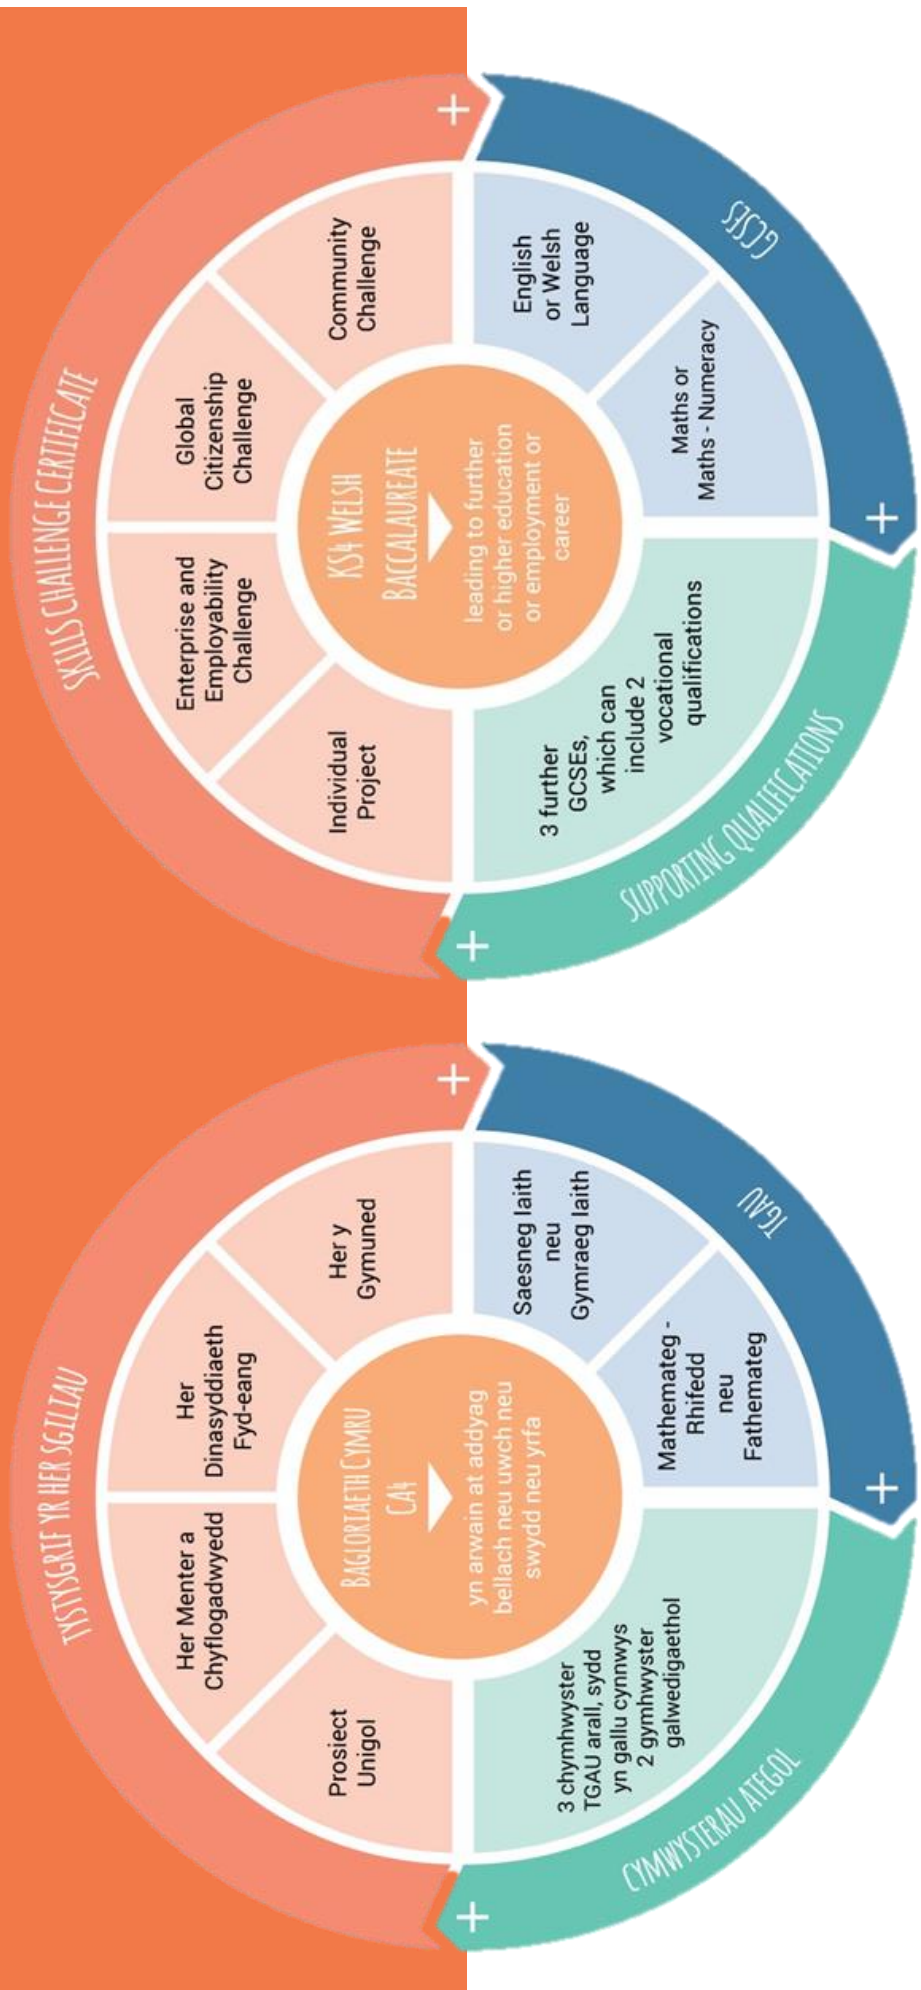 TYSTYSGRIF YR HER SGILIAU
Prosiect
Unigol
Her Menter a
Chyflogadwyedd
Her
Dinasyddiaeth
Fyd-eang
Her y
Gymuned
BAGLORIAETH CYMRU
CA4
yn arwain at addyag
bellach neu uwch neu
swydd neu yrfa
Saesneg Iaith
neu
Gymraeg Iaith
Mathemateg -
Rhifedd
neu
Fathemateg
TGAU
3 chymhwyster
TGAU arall, sydd
yn gallu cynnwys
2 gymhwyster
galwedigaethol
CYMWYSTERAU ATEGOL
+
+
+
SKILLS CHALLENGE CERTIFICATE
Individual
Project
Enterprise and
Employability
Challenge
Global
Citizenship
Challenge
Community
Challenge
KS4 WELSH
BACCALAUREATE
leading to further
or higher education
or employment or
career
English
or Welsh
Language
Maths or
Maths - Numeracy
GCSES
3 further
GCSEs,
which can
include 2
vocational
qualifications
SUPPORTING QUALIFICATIONS
+
+
+